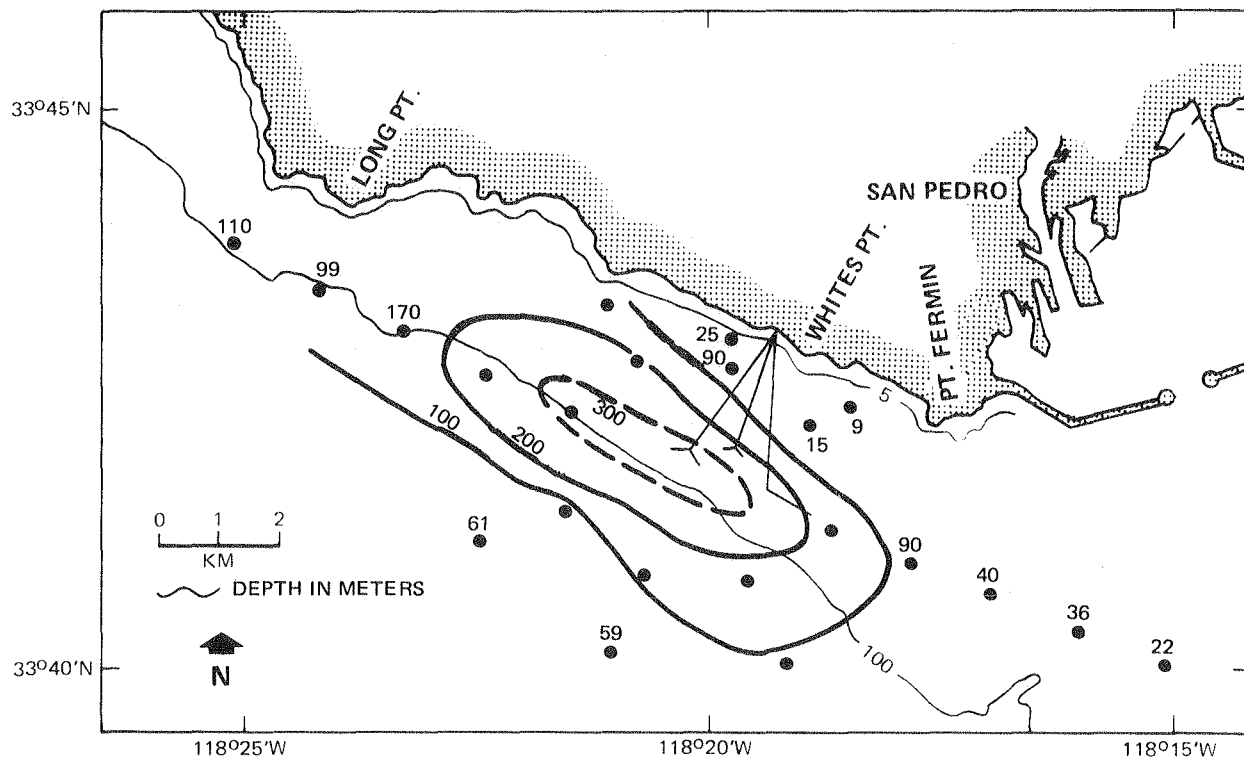 33°45'N
LONG PT.
SAN PEDRO
110
99
WHITES PT.
PT. FERMIN
170
25
90
5
300
100
200
15
9
0 1 2
KM
61
90
DEPTH IN METERS
40
36
59
22
100
N
33°40'N
118°25'W
118°20'W
118°15'W